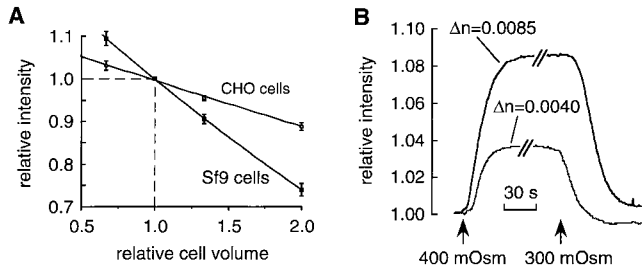 A
relative intensity
1.1
1.0
0.9
0.8
0.7
CHO cells
Sf9 cells
0.5
1.0
1.5
2.0
relative cell volume
B
relative intensity
1.10
1.08
1.06
1.04
1.02
1.00
Δn=0.0085
Δn=0.0040
30 s
400 mOsm
300 mOsm